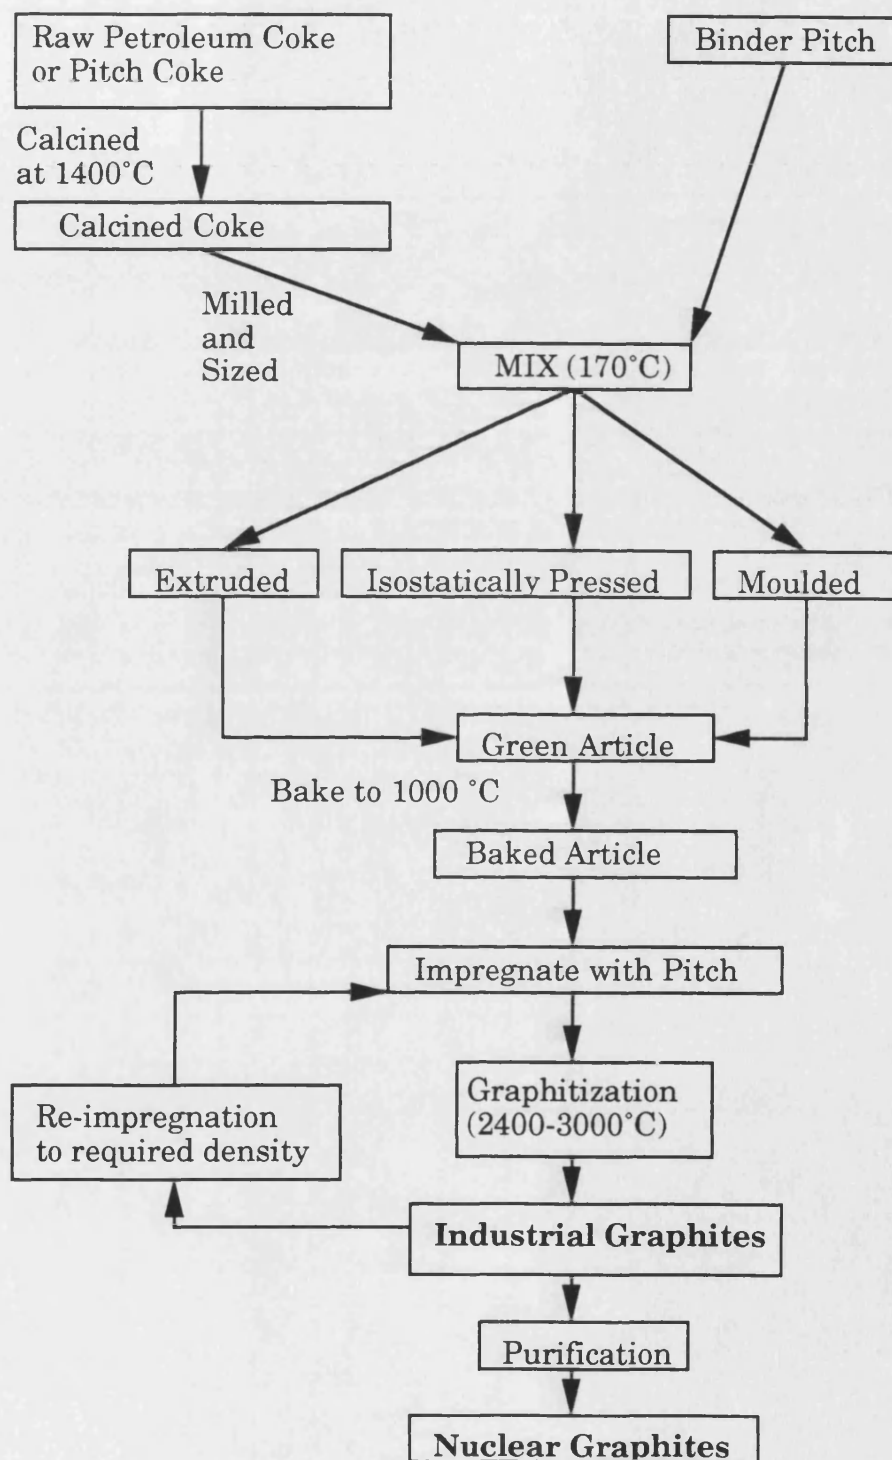 Raw Petroleum Coke
or Pitch Coke
Binder Pitch
Calcined
at 1400°C
Calcined Coke
Milled
and
Sized
MIX (170°C)
Extruded
Isostatically Pressed
Moulded
Green Article
Bake to 1000 °C
Baked Article
Impregnate with Pitch
Graphitization
(2400-3000°C)
Re-impregnation
to required density
Industrial Graphites
Purification
Nuclear Graphites